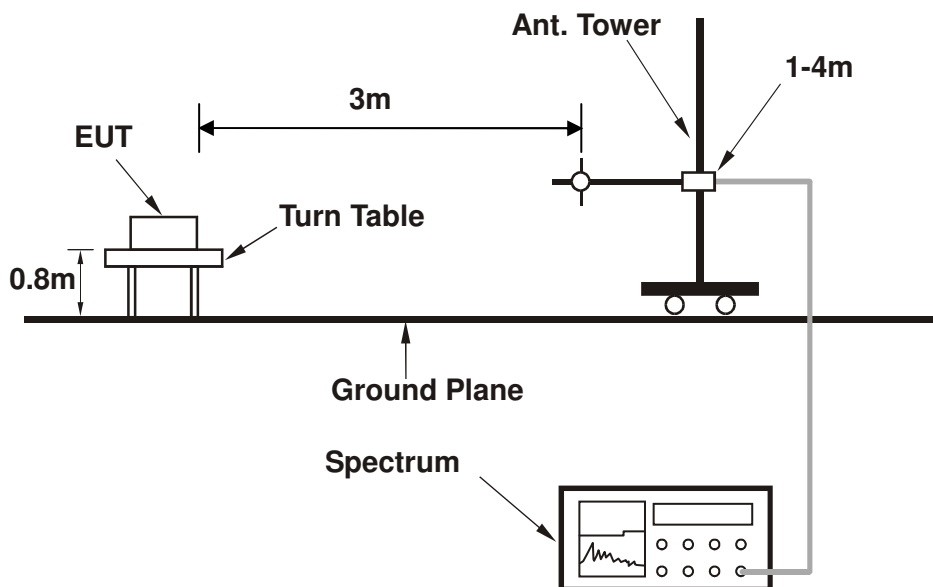 Ant. Tower
1-4m
3m
EUT
Turn Table
0.8m
Ground Plane
Spectrum